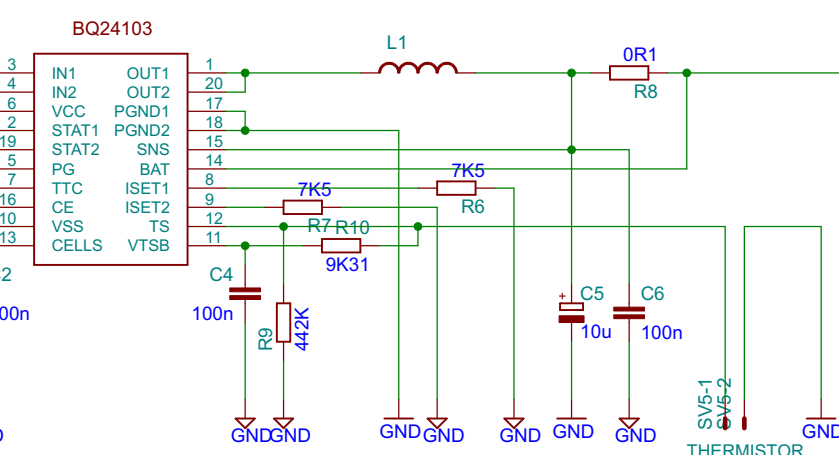 BQ24103
3 IN1 OUT1 1
4 IN2 OUT2 20
6 VCC PGND1 17
2 STAT1 PGND2 18
19 STAT2 SNS 15
5 PG BAT 14
7 TTC ISET1 8
16 CE ISET2 9
10 VSS TS 12
13 CELLS VTSB 11
L1
0R1
R8
7K5
R6
7K5
R7 R10
9K31
C4
100n
R9
442K
C5
+
10u
C6
100n
2
00n
SV5-1
SV5-2
GND GND GND GND GND GND GND GND
THERMISTOR